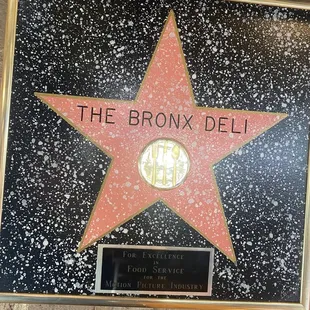 THE BRONX DELI
FOR EXCELLENCE
IN
FOOD SERVICE
FOR THE
MOTION PICTURE INDUSTRY